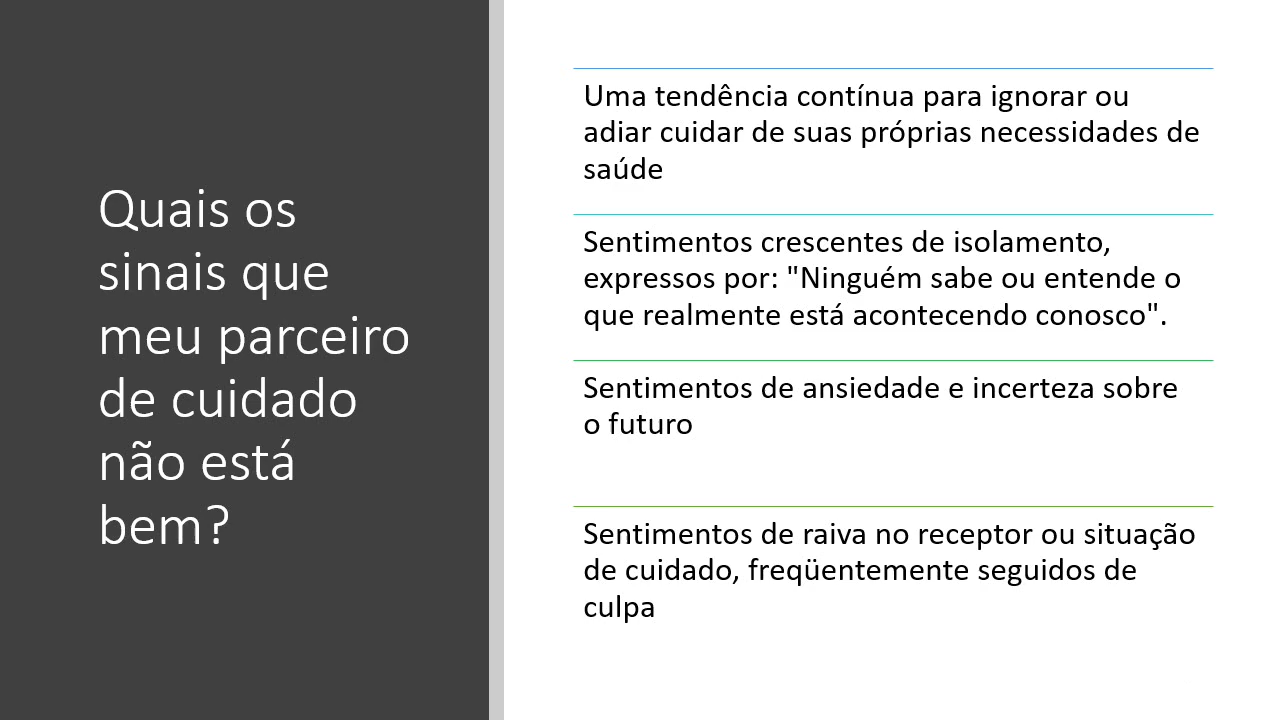 Quais os
sinais que
meu parceiro
de cuidado
não está
bem?
Uma tendência contínua para ignorar ou
adiar cuidar de suas próprias necessidades de
saúde
Sentimentos crescentes de isolamento,
expressos por: "Ninguém sabe ou entende o
que realmente está acontecendo conosco".
Sentimentos de ansiedade e incerteza sobre
o futuro
Sentimentos de raiva no receptor ou situação
de cuidado, freqüentemente seguidos de
culpa